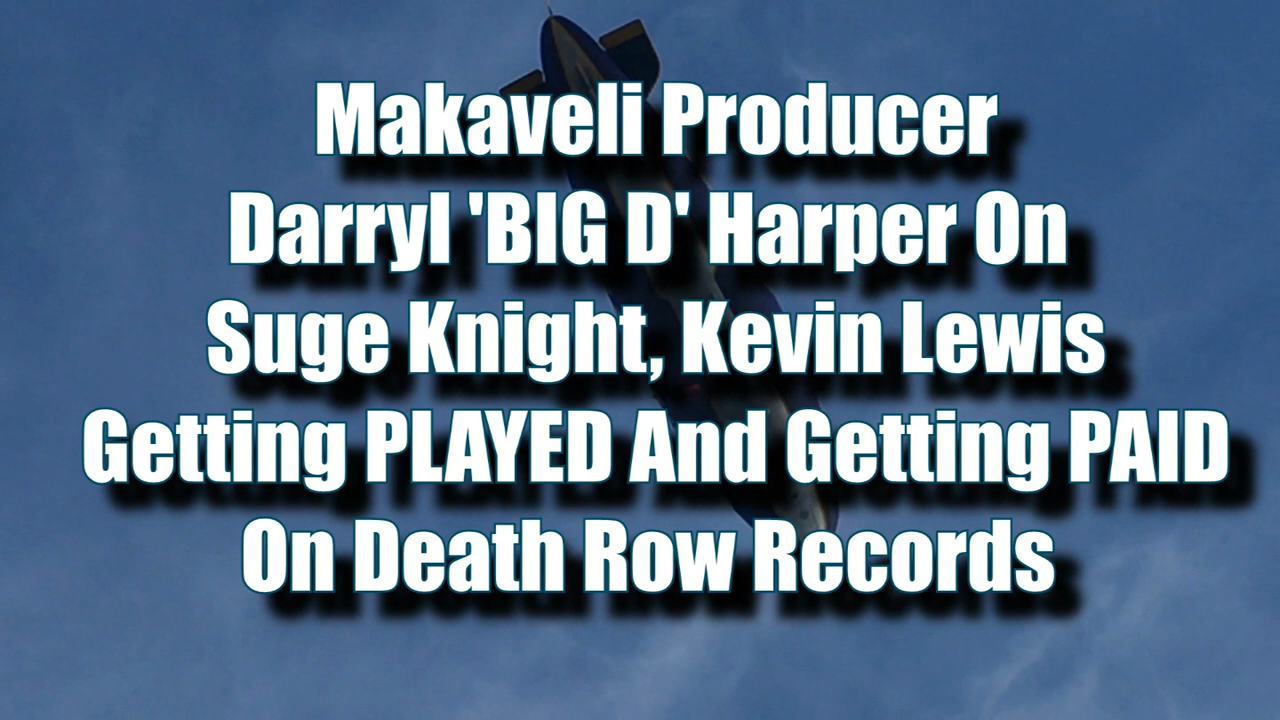 Makaveli Producer
Darryl 'BIG D' Harper On
Suge Knight, Kevin Lewis
Getting PLAYED And Getting PAID
On Death Row Records